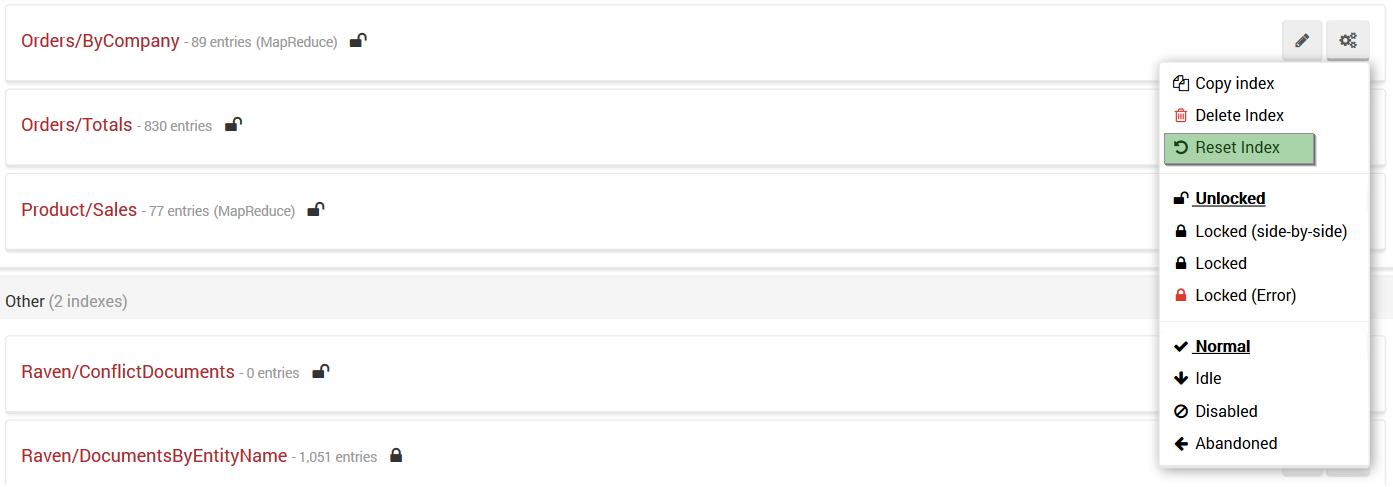 Orders/ByCompany - 89 entries (MapReduce)
Copy index
Delete Index
Orders/Totals - 830 entries
Reset Index
Unlocked
Product/Sales - 77 entries (MapReduce)
Locked (side-by-side)
Locked
Other (2 indexes)
Locked (Error)
Normal
Raven/ConflictDocuments - 0 entries
Idle
Disabled
Abandoned
Raven/DocumentsByEntityName - 1,051 entries